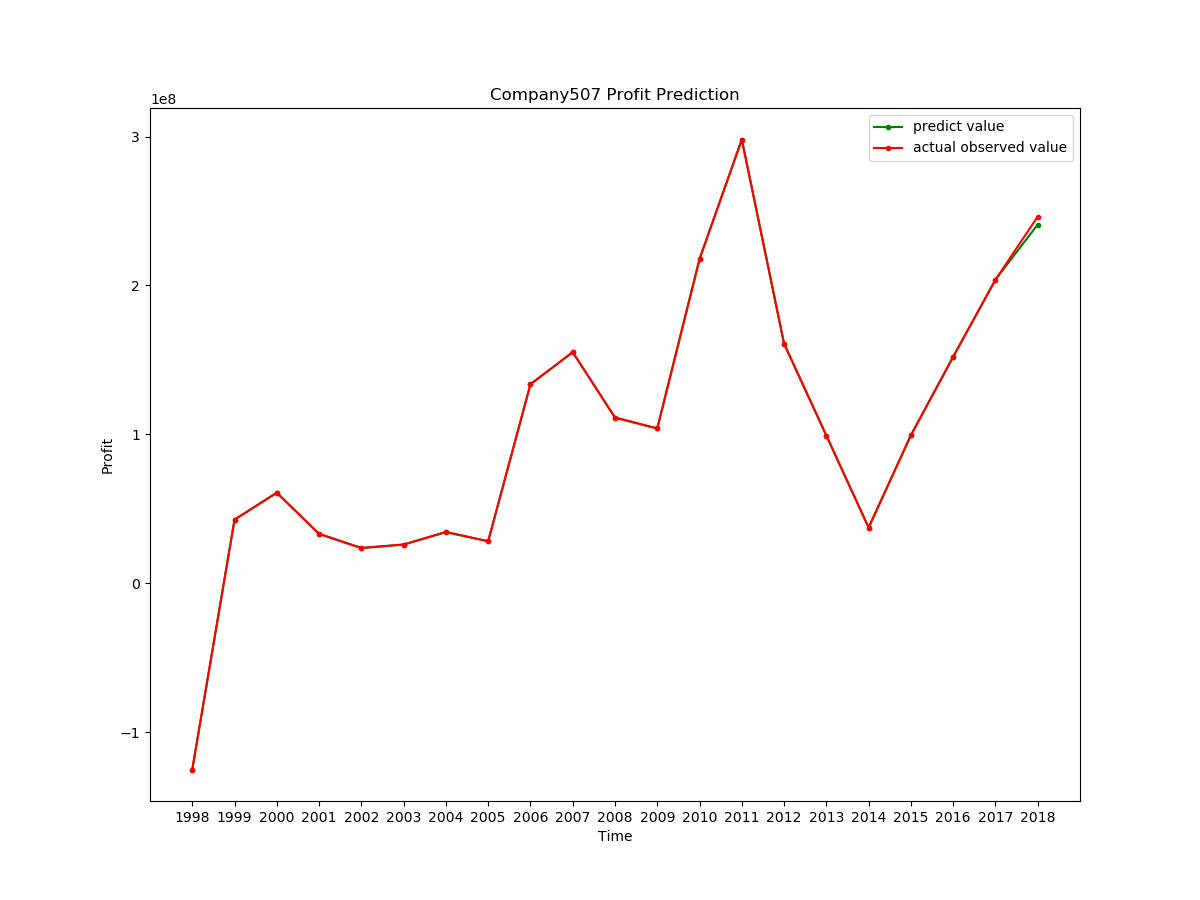 Company507 Profit Prediction
1e8
predict value
actual observed value
3
2
1
0
−1
Profit
1998 1999 2000 2001 2002 2003 2004 2005 2006 2007 2008 2009 2010 2011 2012 2013 2014 2015 2016 2017 2018
Time